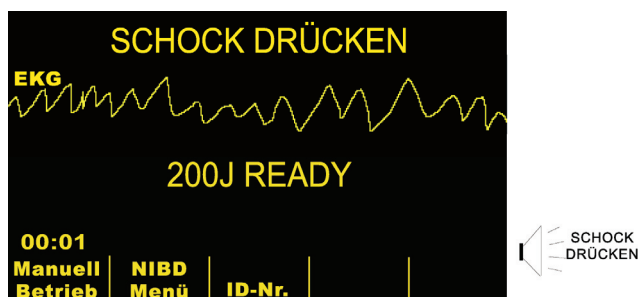 SCHOCK DRÜCKEN
EKG
200J READY
00:01
Manuell NIBD
Betrieb Menü ID-Nr.
SCHOCK
DRÜCKEN